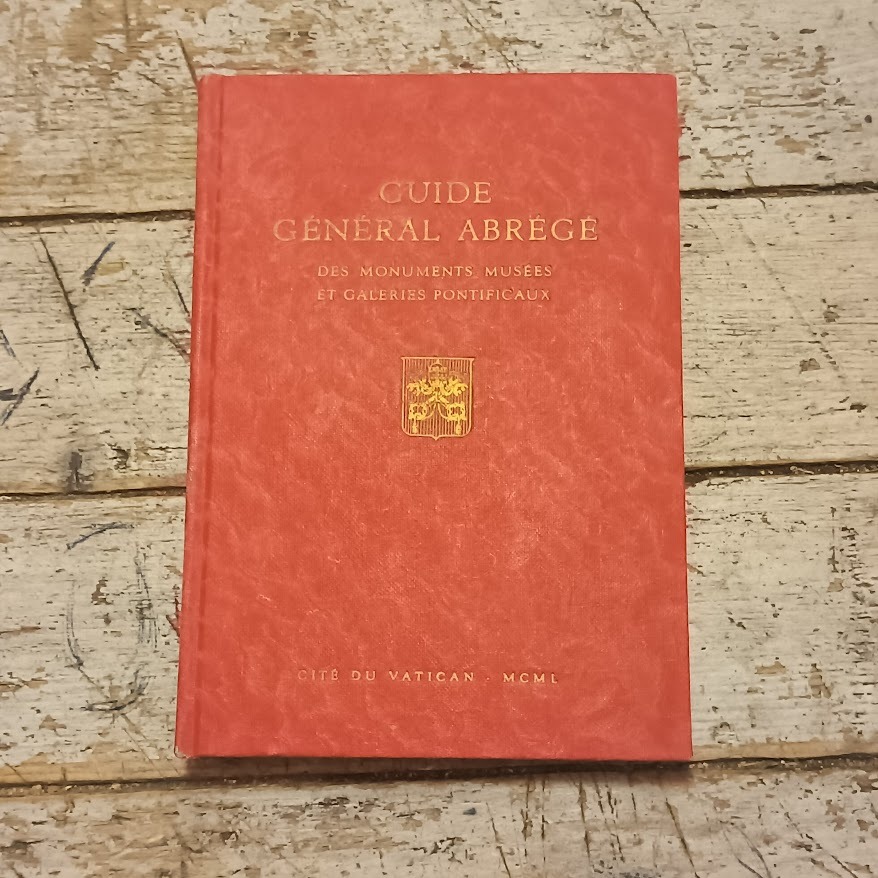 GUIDE
GÉNÉRAL ABRÉGÉ
DES MONUMENTS, MUSÉES
ET GALERIES PONTIFICAUX
CITÉ DU VATICAN - MCML